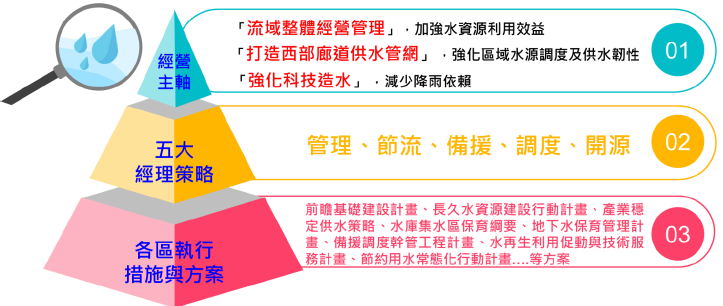 經營
主軸
「流域整體經營管理」，加強水資源利用效益
「打造西部廊道供水管網」，強化區域水源調度及供水韌性
「強化科技造水」，減少降雨依賴
01
五大
經理策略
管理、節流、備援、調度、開源
02
各區執行
措施與方案
前瞻基礎建設計畫、長久水資源建設行動計畫、產業穩
定供水策略、水庫集水區保育綱要、地下水保育管理計
畫、備援調度幹管工程計畫、水再生利用促動與技術服
務計畫、節約用水常態化行動計畫....等方案
03